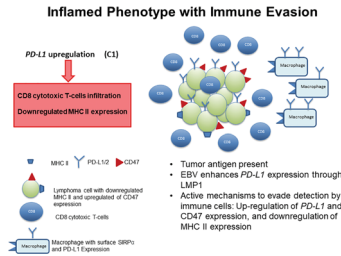 Inflamed Phenotype with Immune Evasion
PD-L1 upregulation (C1)
CD8 cytotoxic T-cells infiltration
Downregulated MHC II expression
CD8
CD8
CD8
CD8
CD8
CD8
CD8
CD8
CD8
CD8
Macrophage
Macrophage
Macrophage
MHC II
PD-L1/2
CD47
Lymphoma cell with downregulated
MHC II and upregulated of CD47
expression
CD8
CD8 cytotoxic T-cells
Macrophage with surface SIRPα
and PD-L1 Expression
• Tumor antigen present
• EBV enhances PD-L1 expression through
LMP1
• Active mechanisms to evade detection by
immune cells: Up-regulation of PD-L1 and
CD47 expression, and downregulation of
MHC II expression